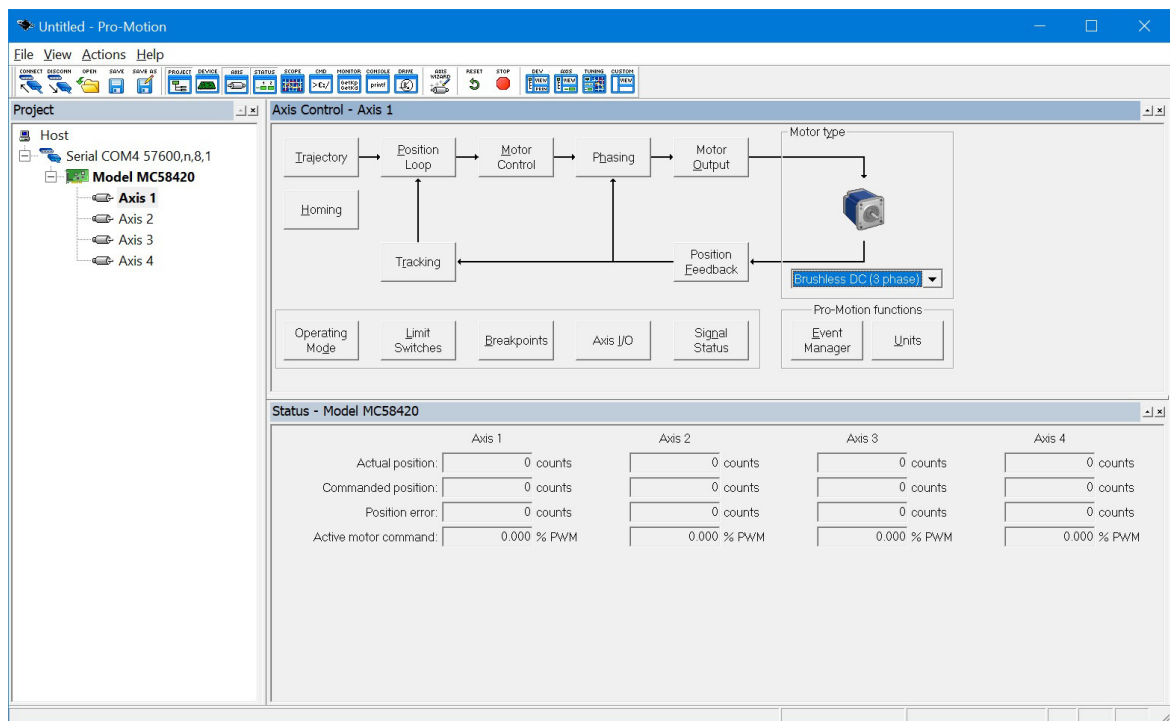 Untitled - Pro-Motion
File View Actions Help
CONNECT DISCONN OPEN SAVE SAVE AS PROJECT DEVICE AXIS STATUS SCOPE CMD MONITOR CONSOLE DRIVE AXIS WIZARD RESET STOP DEV AXIS TUNING CUSTOM
Project
Host
Serial COM4 57600,n,8,1
Model MC58420
Axis 1
Axis 2
Axis 3
Axis 4
Axis Control - Axis 1
Trajectory
Position Loop
Motor Control
Phasing
Motor Output
Motor type
Homing
Tracking
Position Feedback
Brushless DC (3 phase)
Operating Mode
Limit Switches
Breakpoints
Axis I/O
Signal Status
Pro-Motion functions
Event Manager
Units
Status - Model MC58420
Axis 1 Axis 2 Axis 3 Axis 4
Actual position: 0 counts 0 counts 0 counts 0 counts
Commanded position: 0 counts 0 counts 0 counts 0 counts
Position error: 0 counts 0 counts 0 counts 0 counts
Active motor command: 0.000 % PWM 0.000 % PWM 0.000 % PWM 0.000 % PWM